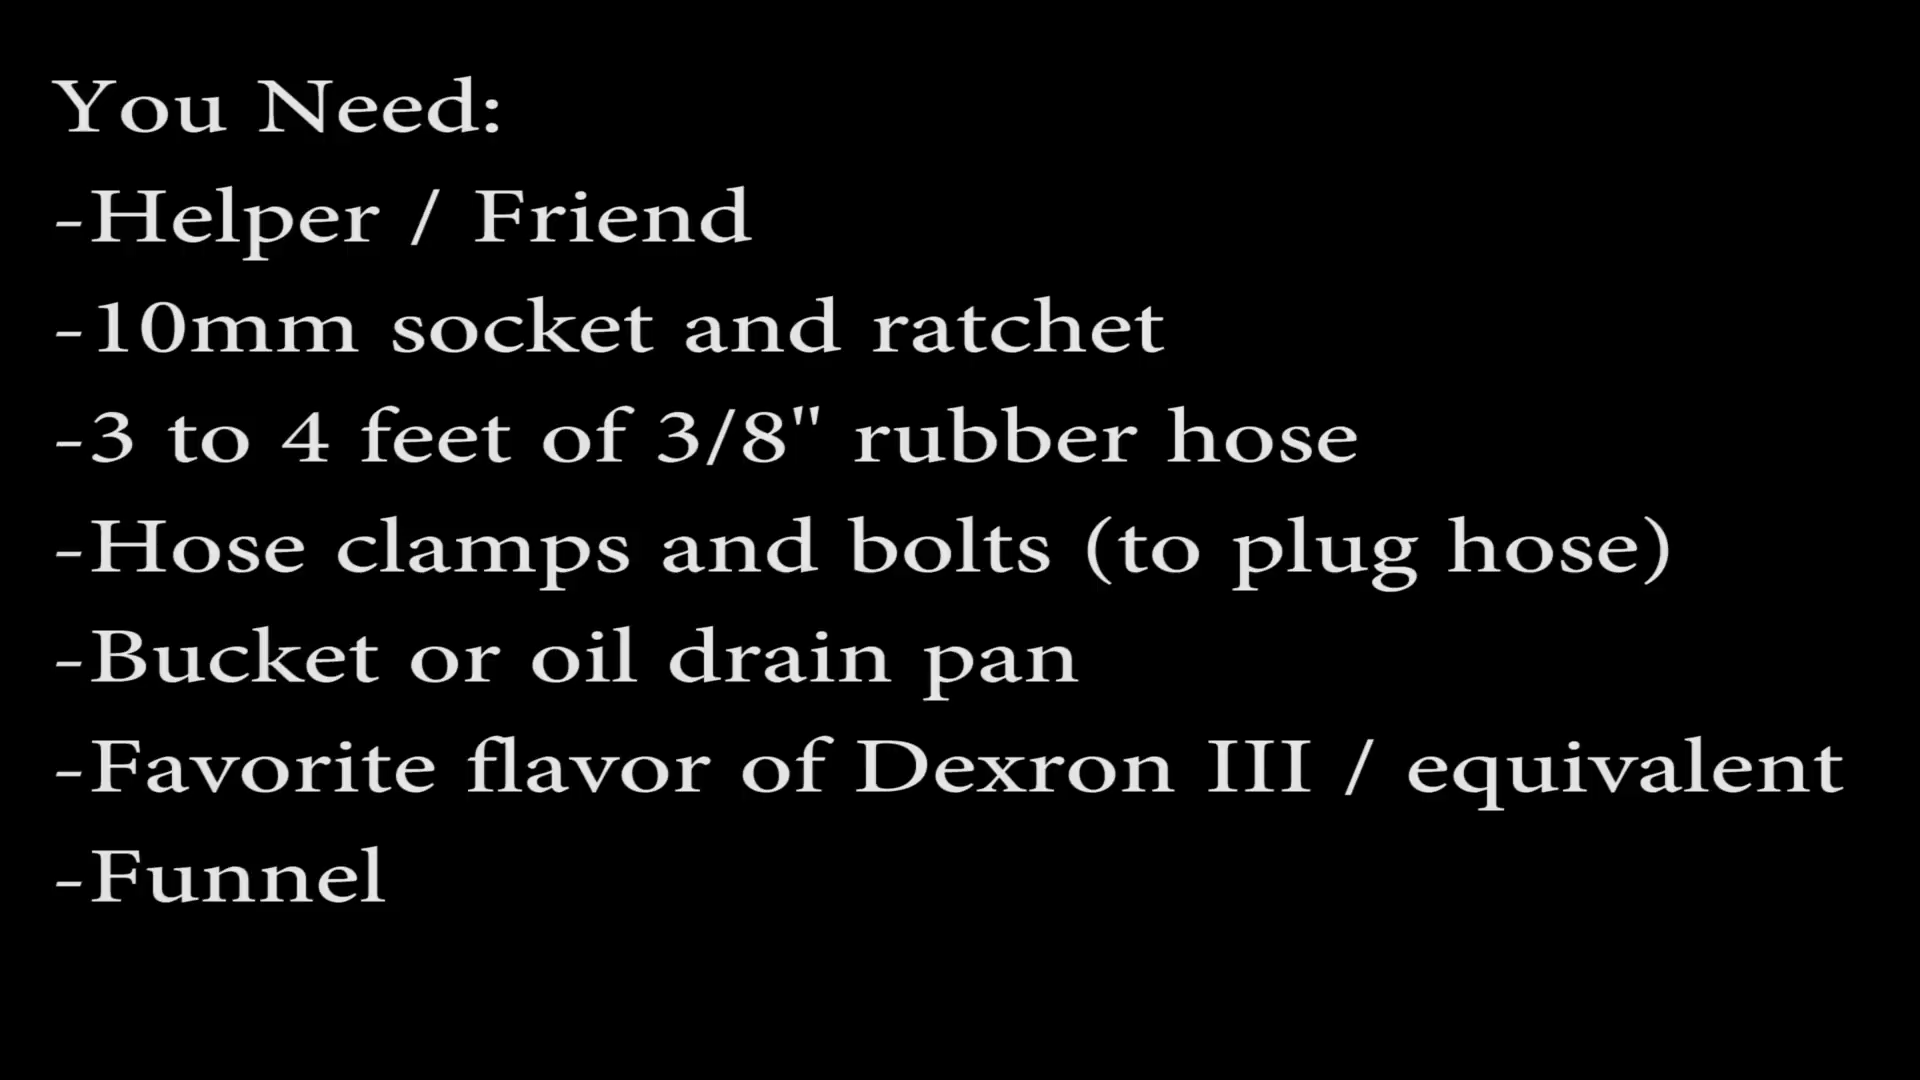 You Need:
-Helper / Friend
-10mm socket and ratchet
-3 to 4 feet of 3/8" rubber hose
-Hose clamps and bolts (to plug hose)
-Bucket or oil drain pan
-Favorite flavor of Dexron III / equivalent
-Funnel